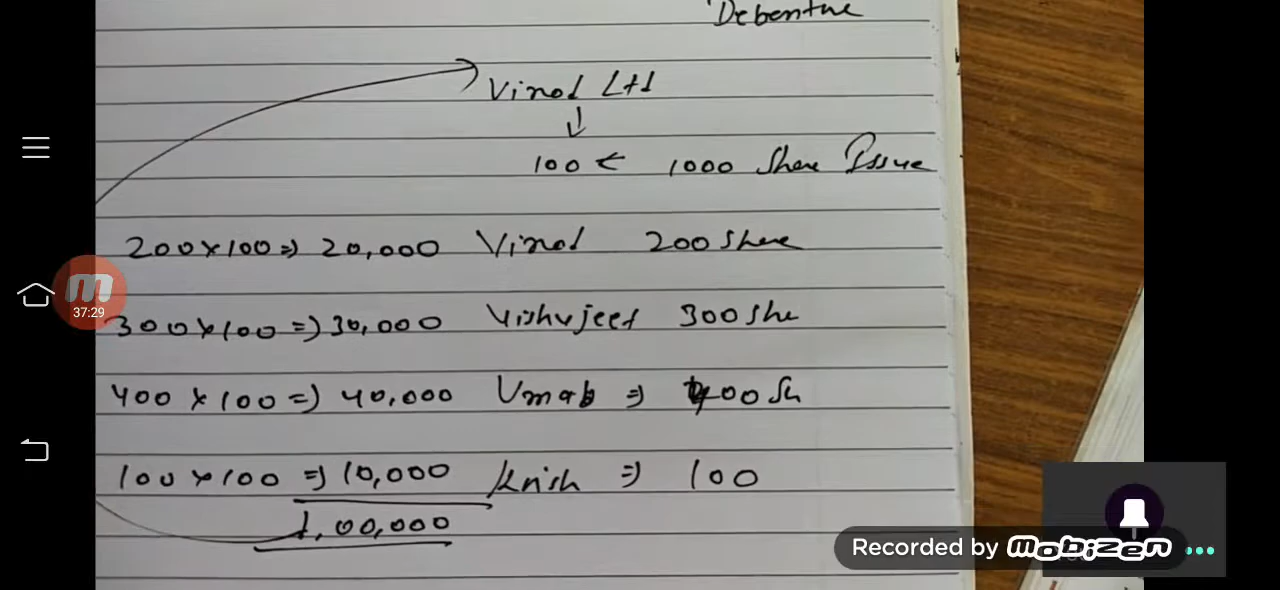 Debenture
Vinod Ltd
↓
100 ← 1000 Share Issue
200×100 ⇒ 20,000 Vinod 200 Share
37:29
300×100 ⇒ 30,000 Vishvjeet 300 Sha
400×100 ⇒ 40,000 ⇒ 400 Sh
100×100 ⇒ 10,000 Krish ⇒ 100
1,00,000
Recorded by mobizen